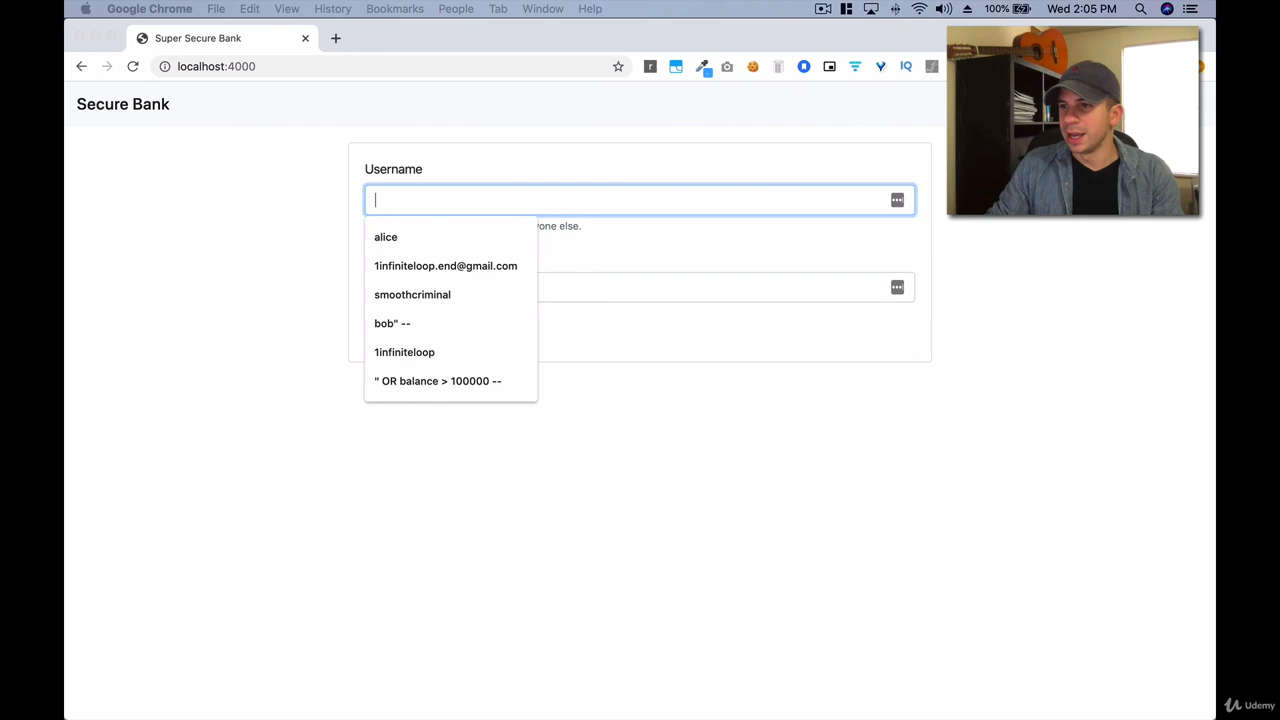 Google Chrome File Edit View History Bookmarks People Tab Window Help 100% Wed 2:05 PM
Super Secure Bank
localhost:4000
IQ
Secure Bank
Username
yone else.
alice
1infiniteloop.end@gmail.com
smoothcriminal
bob" --
1infiniteloop
" OR balance > 100000 --
Udemy